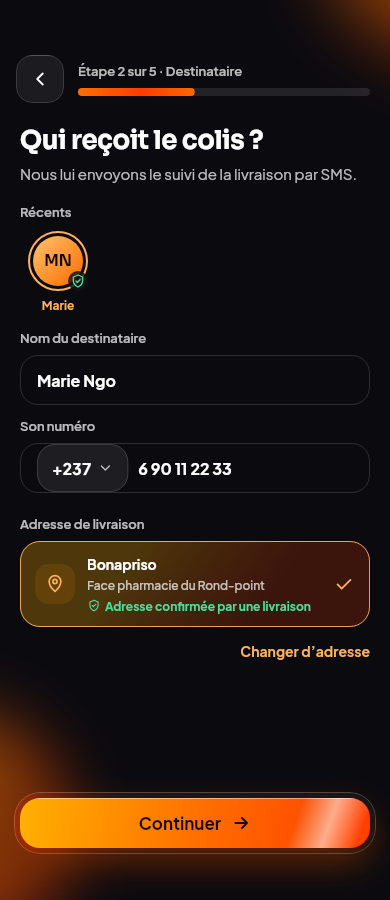 Étape 2 sur 5 · Destinataire
Qui reçoit le colis ?
Nous lui envoyons le suivi de la livraison par SMS.
Récents
MN
Marie
Nom du destinataire
Marie Ngo
Son numéro
+237 6 90 11 22 33
Adresse de livraison
Bonapriso
Face pharmacie du Rond-point
Adresse confirmée par une livraison
Changer d’adresse
Continuer